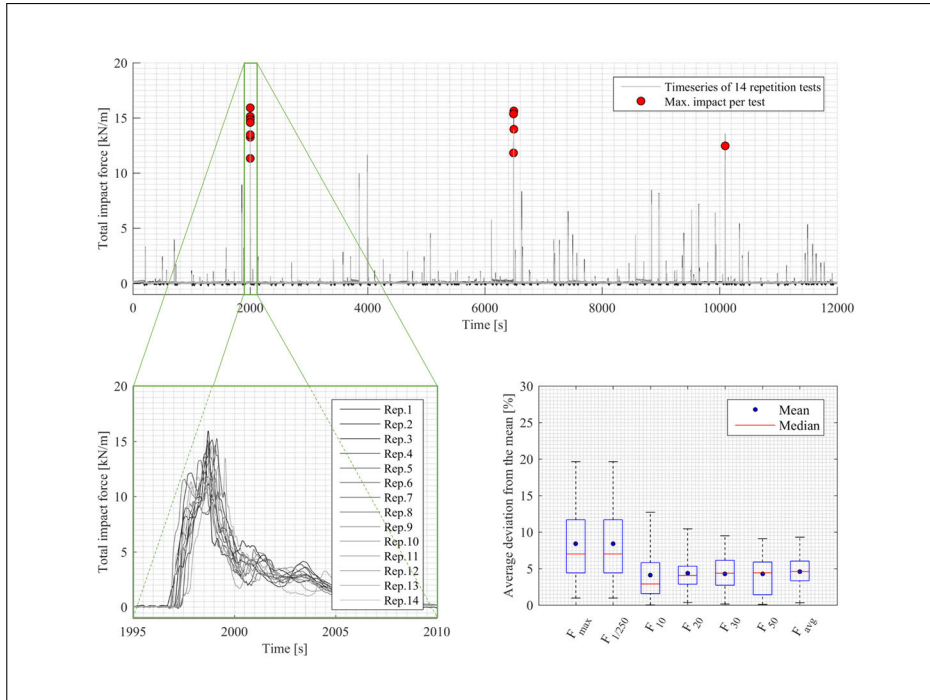 20
15
10
5
0
Total impact force [kN/m]
Timeseries of 14 repetition tests
Max. impact per test
0 2000 4000 6000 8000 10000 12000
Time [s]
20
15
10
5
0
Total impact force [kN/m]
Rep.1
Rep.2
Rep.3
Rep.4
Rep.5
Rep.6
Rep.7
Rep.8
Rep.9
Rep.10
Rep.11
Rep.12
Rep.13
Rep.14
1995 2000 2005 2010
Time [s]
30
25
20
15
10
5
0
Average deviation from the mean [%]
Mean
Median
F max
F 1/250
F 10
F 20
F 30
F 50
F avg